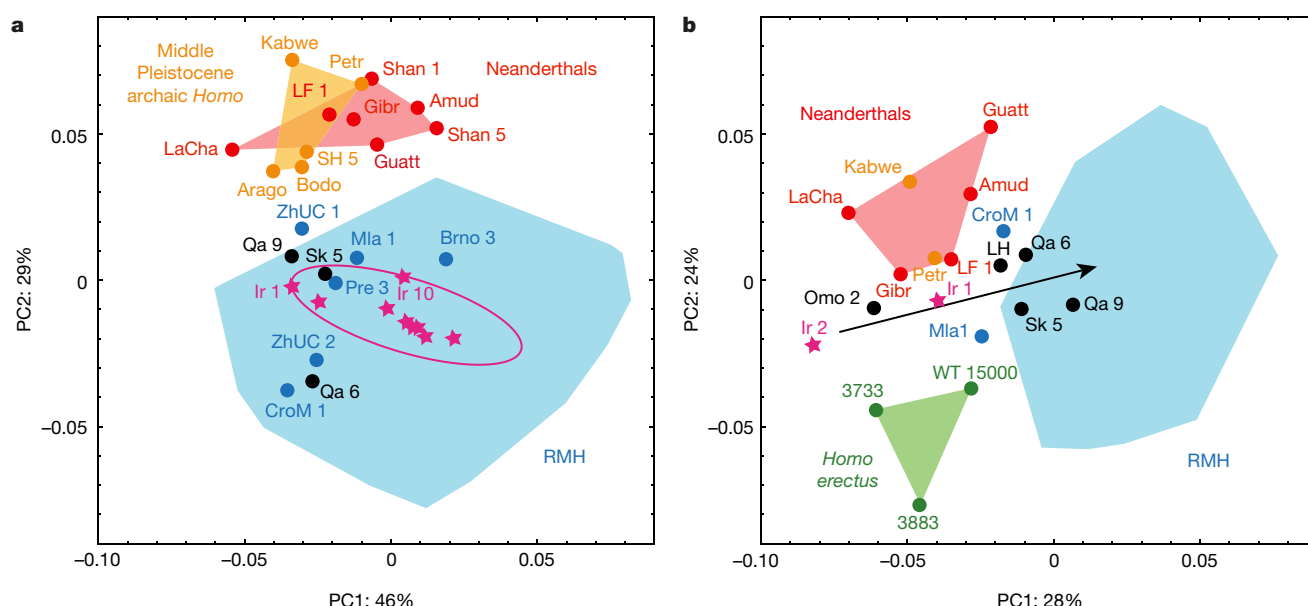 a
Middle
Pleistocene
archaic Homo
Kabwe
Petr
Shan 1
Neanderthals
LF 1
Gibr
Amud
Shan 5
LaCha
SH 5
Guatt
Arago
Bodo
ZhUC 1
Qa 9
Sk 5
Mla 1
Brno 3
Ir 1
Pre 3
Ir 10
ZhUC 2
Qa 6
CroM 1
RMH
0.05
0
−0.05
PC2: 29%
−0.10
−0.05
0
0.05
PC1: 46%
b
Neanderthals
Guatt
Kabwe
LaCha
Amud
CroM 1
LH
Qa 6
Petr
LF 1
Gibr
Ir 1
Omo 2
Qa 9
Sk 5
Ir 2
Mla1
WT 15000
3733
Homo
erectus
3883
RMH
0.05
0
−0.05
PC2: 24%
−0.10
−0.05
0
0.05
PC1: 28%